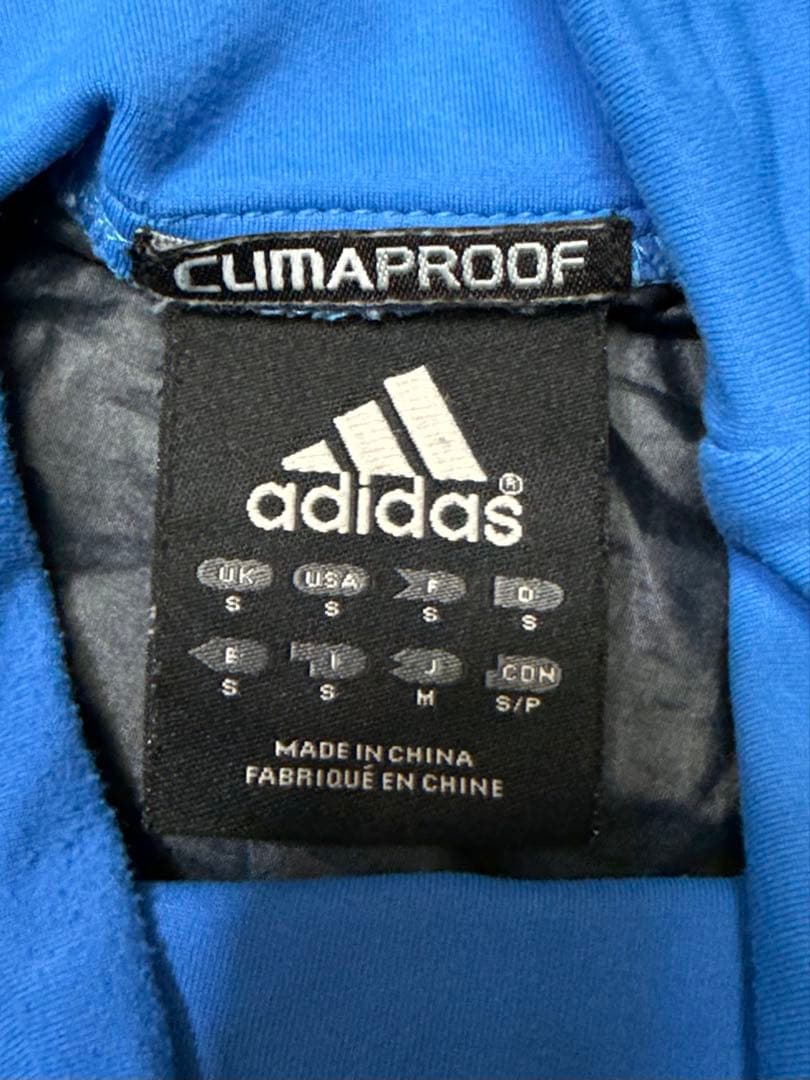 CLIMAPROOF
adidas®
UK USA F D
S S S S
E I J CDN
S S M S/P
MADE IN CHINA
FABRIQUÉ EN CHINE